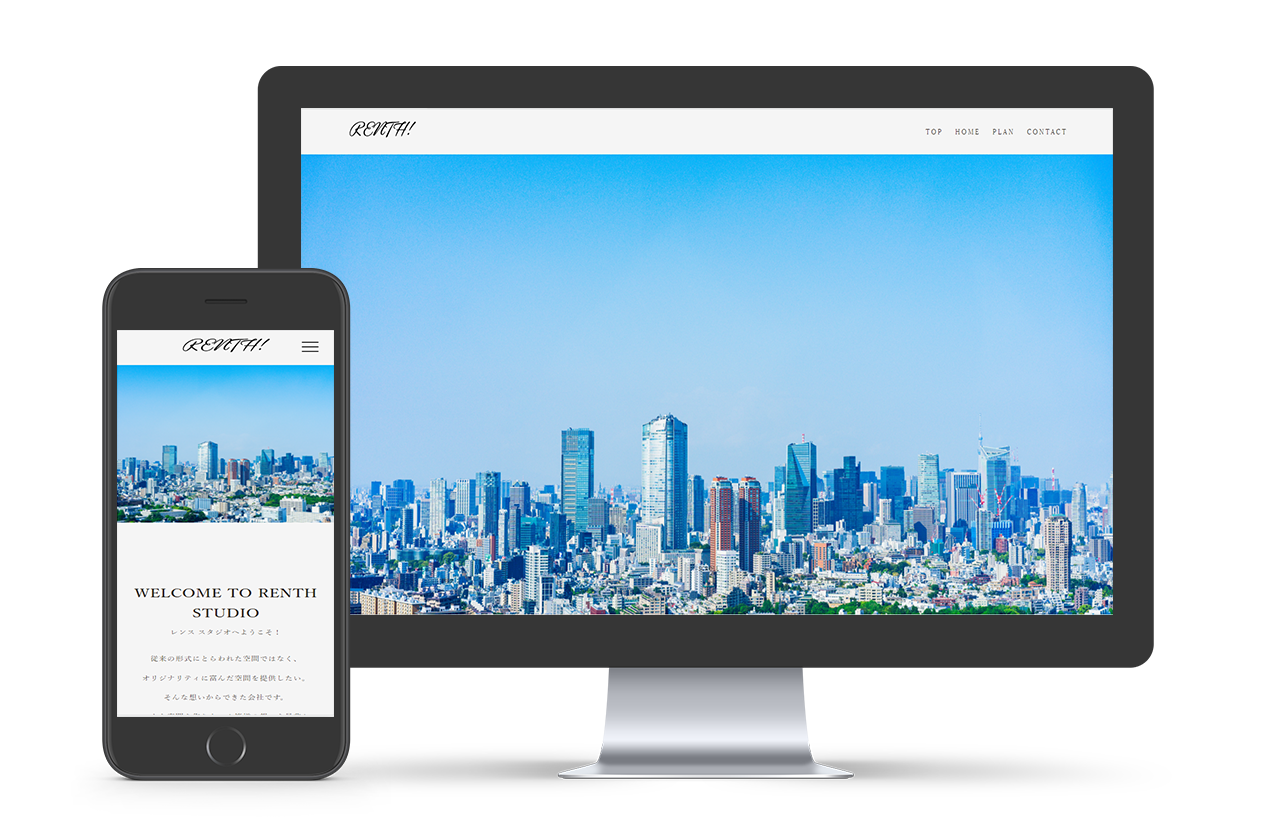 RENTH!
TOP HOME PLAN CONTACT
RENTH!
WELCOME TO RENTH
STUDIO
レンス スタジオへようこそ！
従来の形式にとらわれた空間ではなく、
オリジナリティに富んだ空間を提供したい。
そんな想いからできた会社です。